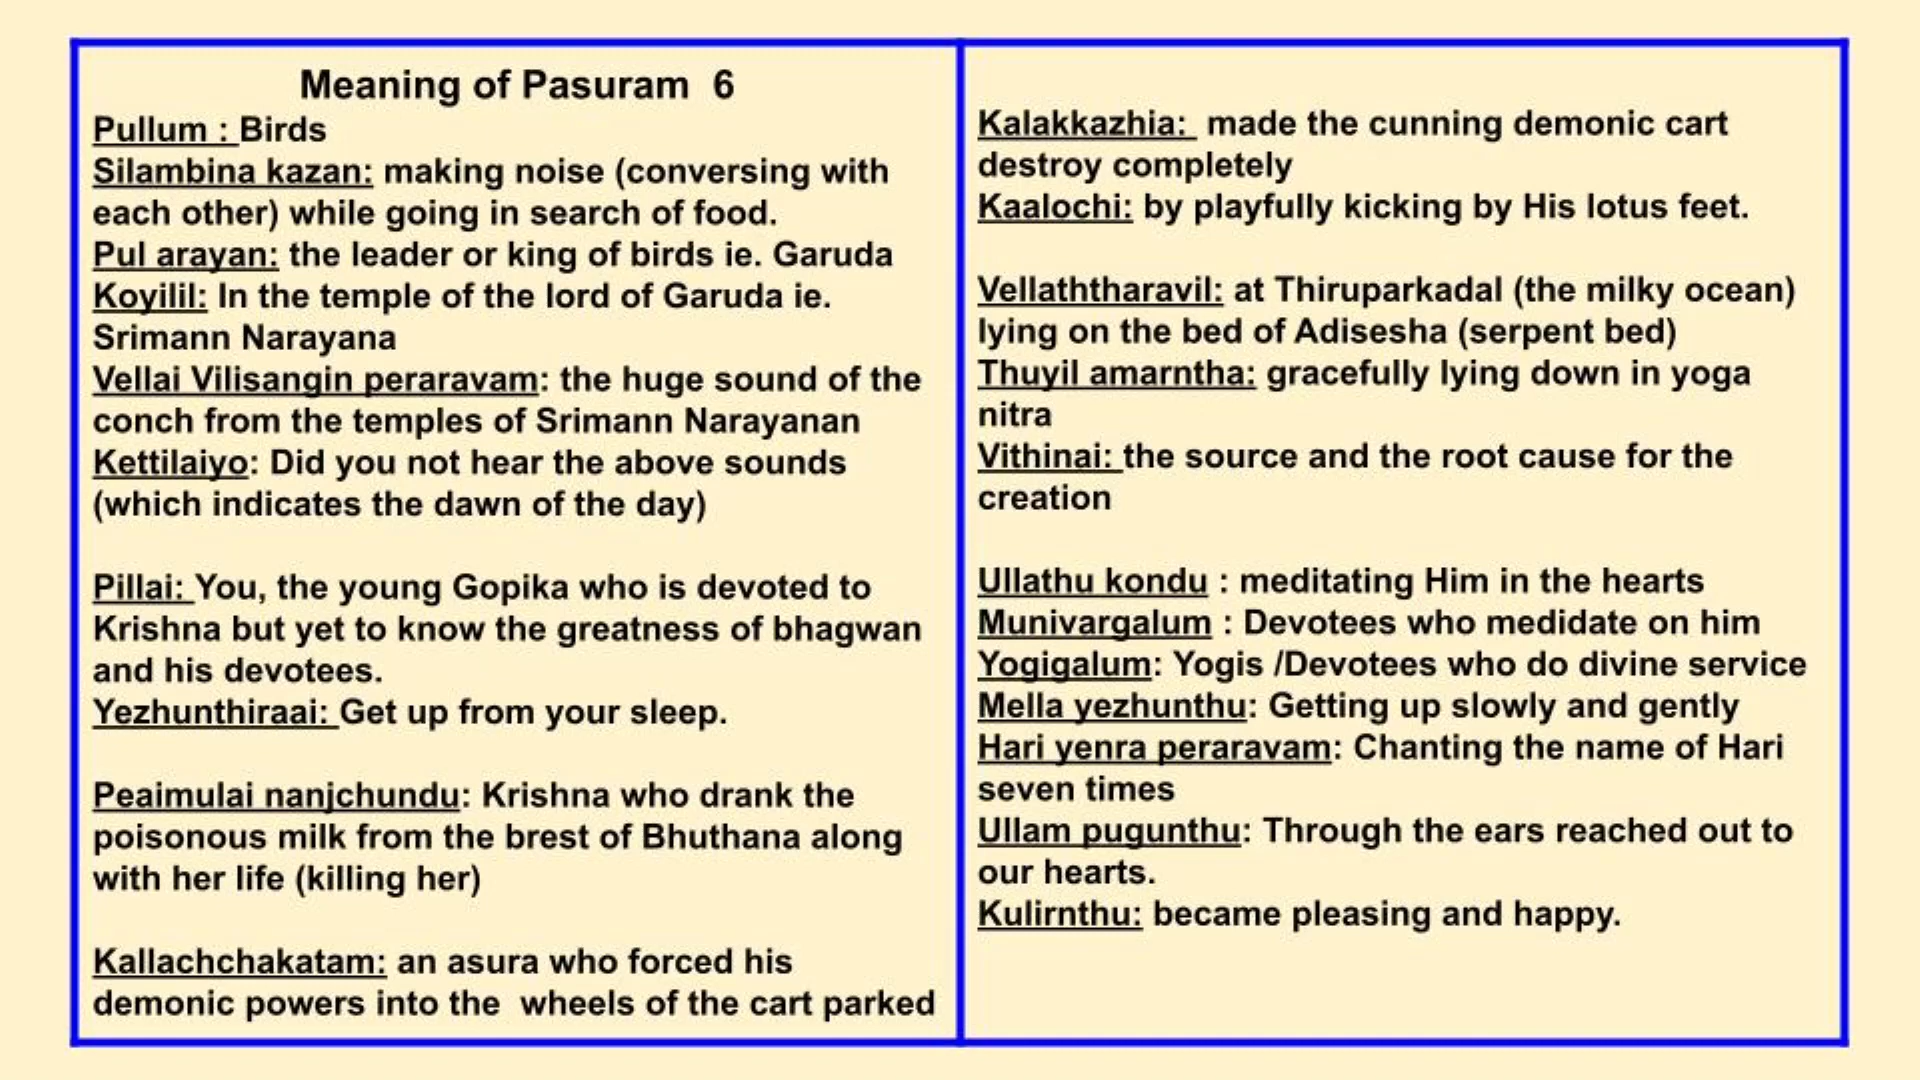 Meaning of Pasuram 6
Pullum : Birds
Silambina kazan: making noise (conversing with
each other) while going in search of food.
Pul arayan: the leader or king of birds ie. Garuda
Koyilil: In the temple of the lord of Garuda ie.
Srimann Narayana
Vellai Vilisangin peraravam: the huge sound of the
conch from the temples of Srimann Narayanan
Kettilaiyo: Did you not hear the above sounds
(which indicates the dawn of the day)
Pillai: You, the young Gopika who is devoted to
Krishna but yet to know the greatness of bhagwan
and his devotees.
Yezhunthiraai: Get up from your sleep.
Peaimulai nanjchundu: Krishna who drank the
poisonous milk from the brest of Bhuthana along
with her life (killing her)
Kallachchakatam: an asura who forced his
demonic powers into the wheels of the cart parked
Kalakkazhia: made the cunning demonic cart
destroy completely
Kaalochi: by playfully kicking by His lotus feet.
Vellaththaravil: at Thiruparkadal (the milky ocean)
lying on the bed of Adisesha (serpent bed)
Thuyil amarntha: gracefully lying down in yoga
nitra
Vithinai: the source and the root cause for the
creation
Ullathu kondu : meditating Him in the hearts
Munivargalum : Devotees who medidate on him
Yogigalum: Yogis /Devotees who do divine service
Mella yezhunthu: Getting up slowly and gently
Hari yenra peraravam: Chanting the name of Hari
seven times
Ullam pugunthu: Through the ears reached out to
our hearts.
Kulirnthu: became pleasing and happy.